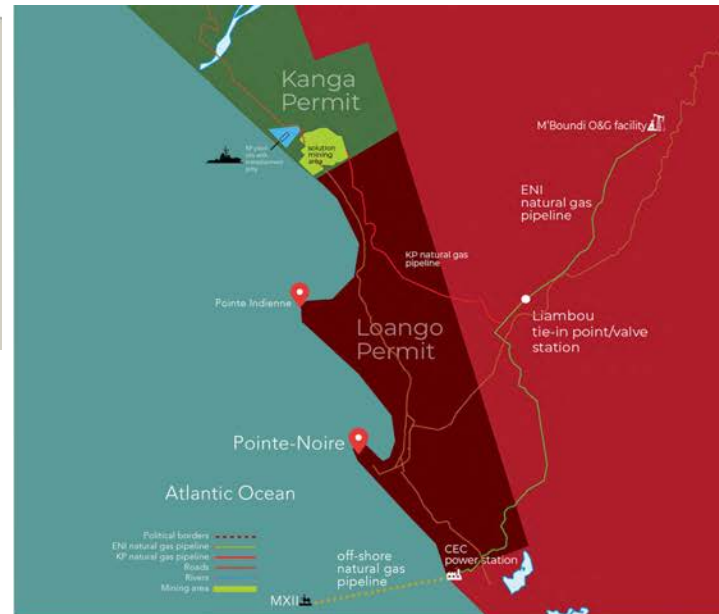 Kanga
Permit
solution
mining
area
M'Boundi O&G facility
ENI
natural gas
pipeline
KP natural gas
pipeline
Pointe Indienne
Liambou
tie-in point/valve
station
Loango
Permit
Pointe-Noire
Atlantic Ocean
Political borders
ENI natural gas pipeline
KP natural gas pipeline
Roads
Rivers
Mining area
off-shore
natural gas
pipeline
CEC
power station
MXII